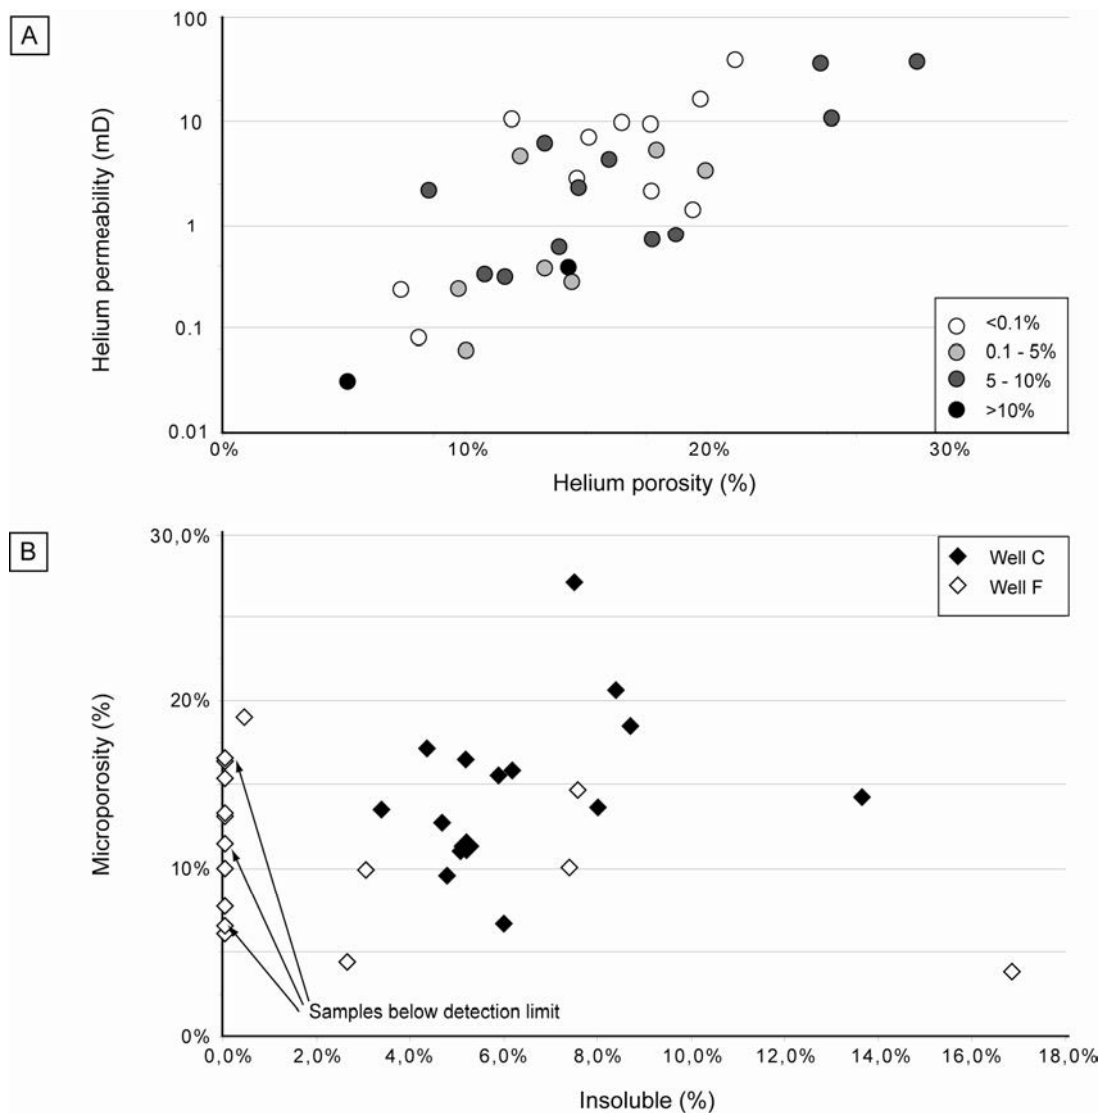 A
100
10
1
0.1
0.01
Helium permeability (mD)
0%
10%
20%
30%
Helium porosity (%)
<0.1%
0.1 - 5%
5 - 10%
>10%
B
30,0%
20%
10%
0%
Microporosity (%)
Well C
Well F
Samples below detection limit
0,0%
2,0%
4,0%
6,0%
8,0%
10,0%
12,0%
14,0%
16,0%
18,0%
Insoluble (%)